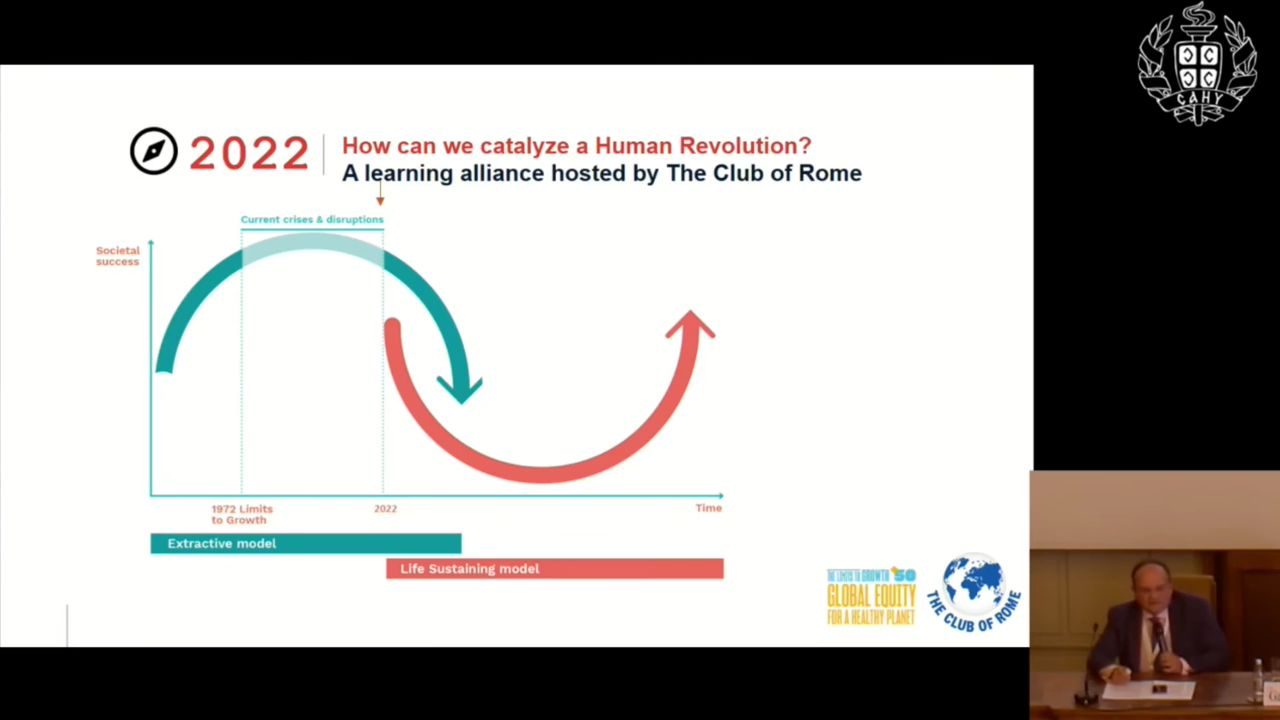 САНУ
2022
How can we catalyze a Human Revolution?
A learning alliance hosted by The Club of Rome
Current crises & disruptions
Societal
success
1972 Limits
to Growth
2022
Time
Extractive model
Life Sustaining model
THE LIMITS TO GROWTH +50
GLOBAL EQUITY
FOR A HEALTHY PLANET
THE CLUB OF ROME